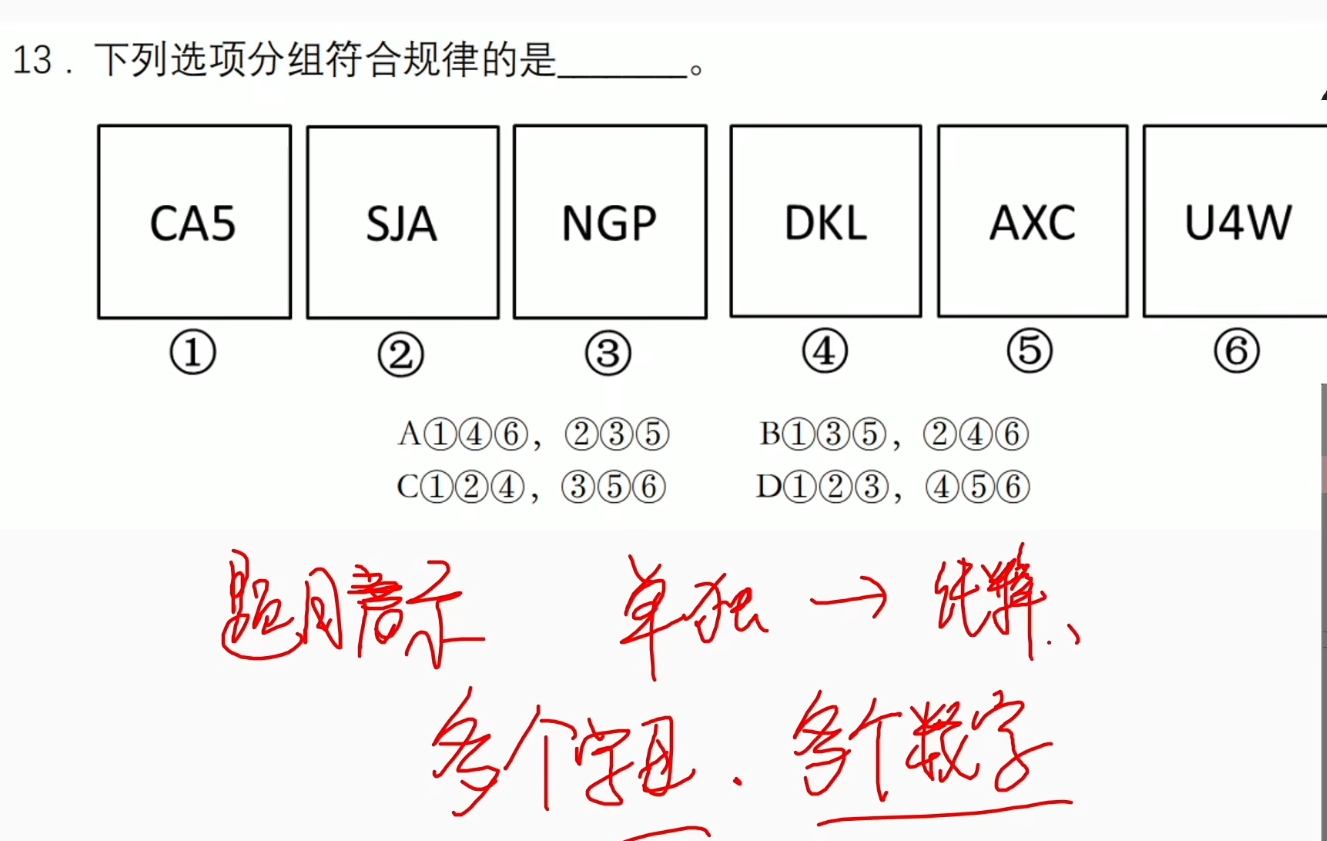 13．下列选项分组符合规律的是______。
CA5 SJA NGP DKL AXC U4W
① ② ③ ④ ⑤ ⑥
A①④⑥，②③⑤ B①③⑤，②④⑥
C①②④，③⑤⑥ D①②③，④⑤⑥
题目暗示 单独 →
多个字母．多个数字